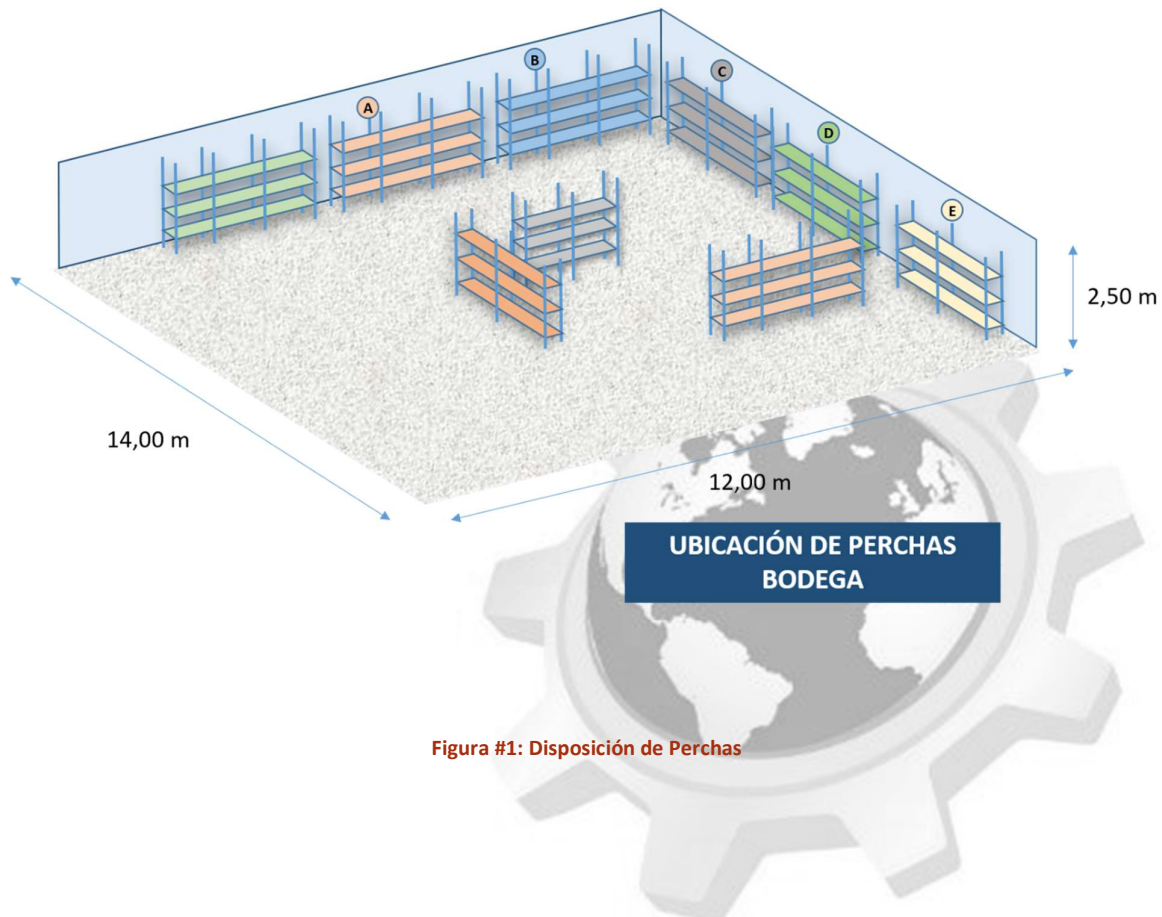 B
C
A
D
E
2,50 m
14,00 m
12,00 m
UBICACIÓN DE PERCHAS
BODEGA
Figura #1: Disposición de Perchas